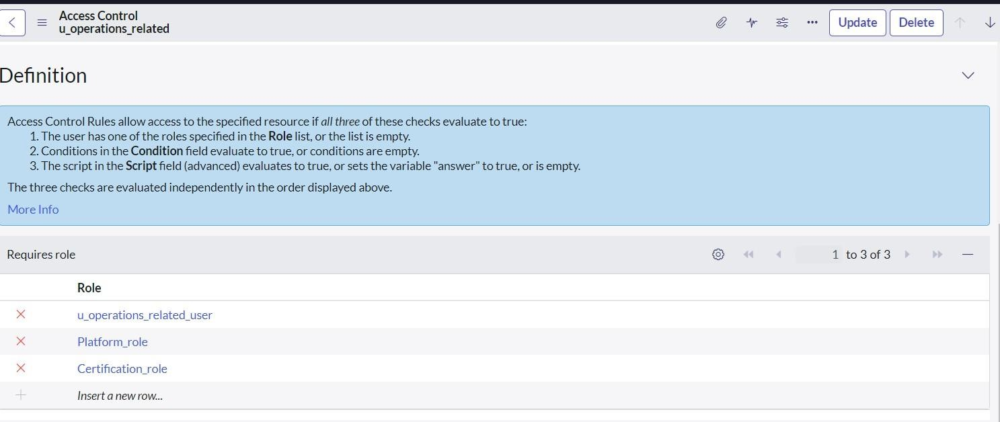 Access Control
u_operations_related
Update
Delete
Definition
Access Control Rules allow access to the specified resource if all three of these checks evaluate to true:
1. The user has one of the roles specified in the Role list, or the list is empty.
2. Conditions in the Condition field evaluate to true, or conditions are empty.
3. The script in the Script field (advanced) evaluates to true, or sets the variable "answer" to true, or is empty.
The three checks are evaluated independently in the order displayed above.
More Info
Requires role
1 to 3 of 3
Role
u_operations_related_user
Platform_role
Certification_role
Insert a new row...